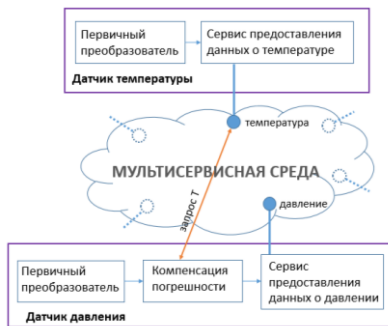 Первичный
преобразователь
Сервис предоставления
данных о температуре
Датчик температуры
температура
МУЛЬТИСЕРВИСНАЯ СРЕДА
давление
запрос Т
Первичный
преобразователь
Компенсация
погрешности
Сервис
предоставления
данных о давлении
Датчик давления